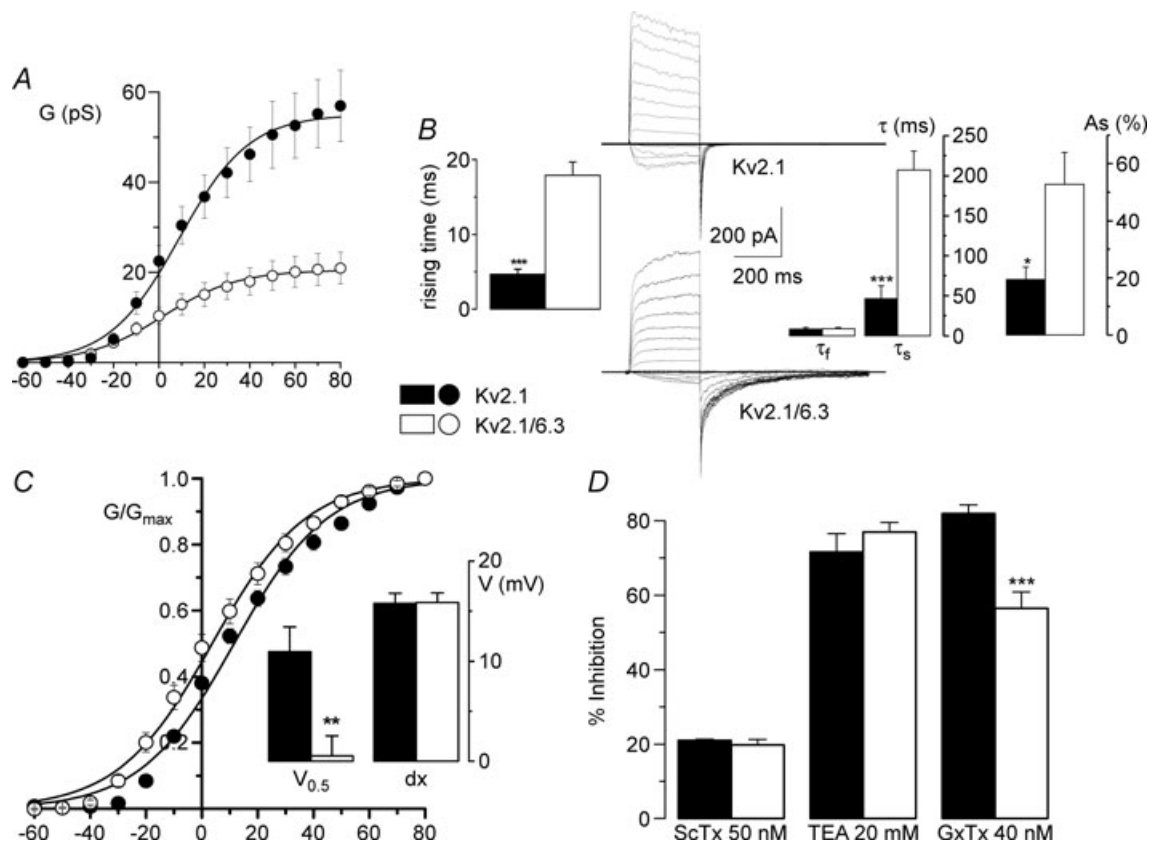 A
G (pS)
60
40
20
-60 -40 -20 0 20 40 60 80
B
rising time (ms)
20
10
0
***
Kv2.1
200 pA
200 ms
Kv2.1/6.3
τ (ms)
250
200
150
100
50
0
***
τf
τs
As (%)
60
40
20
0
*
Kv2.1
Kv2.1/6.3
C
G/Gmax
1.0
0.8
0.6
0.4
0.2
-60 -40 -20 0 20 40 60 80
20
V (mV)
10
0
**
V0.5
dx
D
% Inhibition
80
60
40
20
0
***
ScTx 50 nM TEA 20 mM GxTx 40 nM